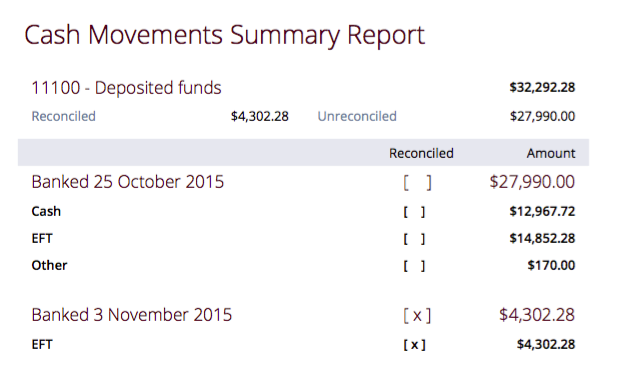 Cash Movements Summary Report
11100 - Deposited funds $32,292.28
Reconciled $4,302.28 Unreconciled $27,990.00
Reconciled Amount
Banked 25 October 2015 [ ] $27,990.00
Cash [ ] $12,967.72
EFT [ ] $14,852.28
Other [ ] $170.00
Banked 3 November 2015 [x] $4,302.28
EFT [x] $4,302.28